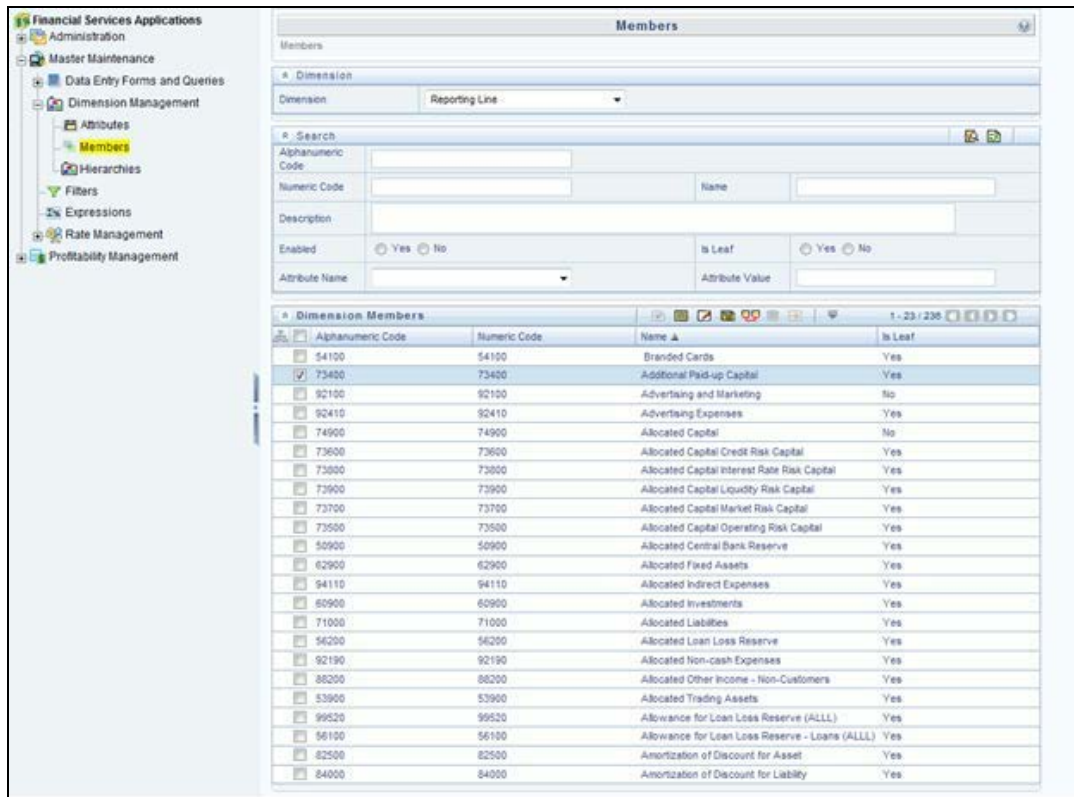 Financial Services Applications
Administration
Master Maintenance
Data Entry Forms and Queries
Dimension Management
Attributes
Members
Hierarchies
Filters
Expressions
Rate Management
Profitability Management
Members
Members
Dimension
Dimension Reporting Line
Search
Alphanumeric Code
Numeric Code Name
Description
Enabled Yes No Is Leaf Yes No
Attribute Name Attribute Value
Dimension Members 1 - 23 / 236
Alphanumeric Code Numeric Code Name Is Leaf
54100 54100 Branded Cards Yes
73400 73400 Additional Paid-up Capital Yes
92100 92100 Advertising and Marketing No
92410 92410 Advertising Expenses Yes
74900 74900 Allocated Capital No
73600 73600 Allocated Capital Credit Risk Capital Yes
73800 73800 Allocated Capital Interest Rate Risk Capital Yes
73900 73900 Allocated Capital Liquidity Risk Capital Yes
73700 73700 Allocated Capital Market Risk Capital Yes
73500 73500 Allocated Capital Operating Risk Capital Yes
50900 50900 Allocated Central Bank Reserve Yes
62900 62900 Allocated Fixed Assets Yes
94110 94110 Allocated Indirect Expenses Yes
60900 60900 Allocated Investments Yes
71000 71000 Allocated Liabilities Yes
56200 56200 Allocated Loan Loss Reserve Yes
92190 92190 Allocated Non-cash Expenses Yes
88200 88200 Allocated Other Income - Non-Customers Yes
53900 53900 Allocated Trading Assets Yes
99520 99520 Allowance for Loan Loss Reserve (ALLL) Yes
56100 56100 Allowance for Loan Loss Reserve - Loans (ALLL) Yes
82500 82500 Amortization of Discount for Asset Yes
84000 84000 Amortization of Discount for Liability Yes